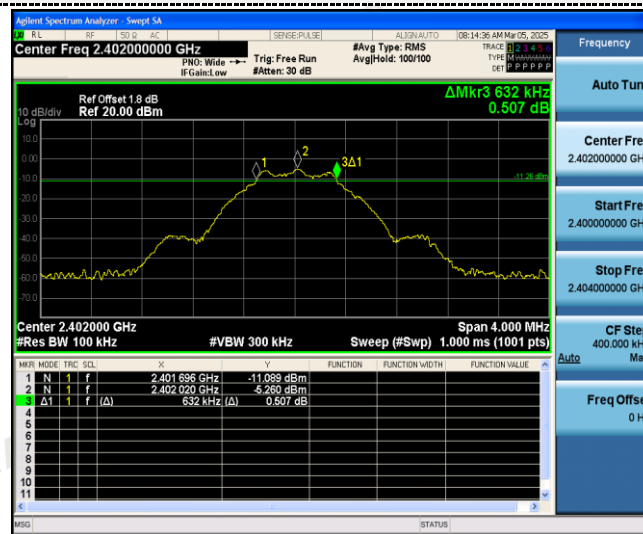 Agilent Spectrum Analyzer - Swept SA
RL RF 50 Ω AC SENSE:PULSE ALIGN AUTO 08:14:36 AM Mar 05, 2025
Center Freq 2.402000000 GHz #Avg Type: RMS TRACE 1 2 3 4 5 6
PNO: Wide Trig: Free Run Avg|Hold: 100/100 TYPE M
IFGain:Low #Atten: 30 dB DET P P P P P P
Frequency
Auto Tun
Center Fre
2.402000000 GH
Start Fre
2.400000000 GH
Stop Fre
2.404000000 GH
CF Ste
400.000 kH
Auto Ma
Freq Offse
0 H
ΔMkr3 632 kHz
0.507 dB
Ref Offset 1.8 dB
10 dB/div Ref 20.00 dBm
Log
10.0
0.00
-10.0
-20.0
-30.0
-40.0
-50.0
-60.0
-70.0
1
2
3Δ1
-11.26 dBm
Center 2.402000 GHz Span 4.000 MHz
#Res BW 100 kHz #VBW 300 kHz Sweep (#Swp) 1.000 ms (1001 pts)
MKR MODE TRC SCL X Y FUNCTION FUNCTION WIDTH FUNCTION VALUE
1 N 1 f 2.401 696 GHz -11.089 dBm
2 N 1 f 2.402 020 GHz -5.260 dBm
3 Δ1 1 f (Δ) 632 kHz (Δ) 0.507 dB
4
5
6
7
8
9
10
11
MSG STATUS